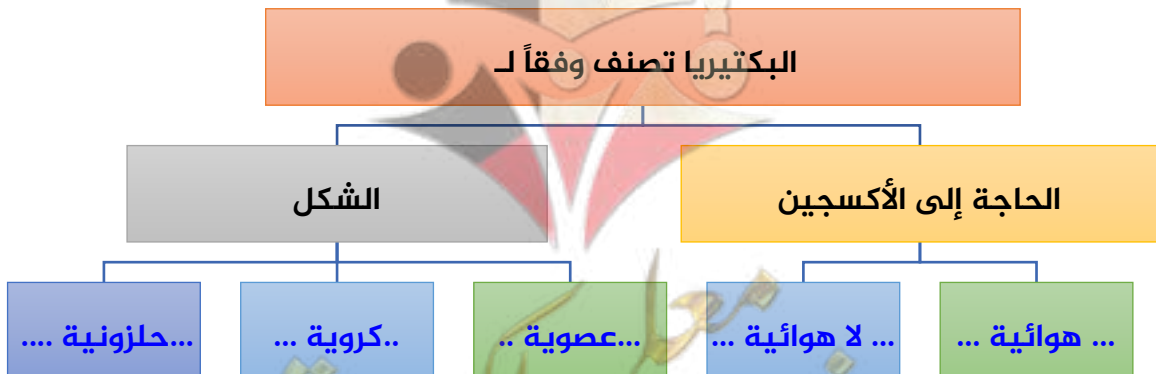 البكتيريا تصنف وفقاً لـ
الحاجة إلى الأكسجين
الشكل
... هوائية ...
... لا هوائية ...
...عصوية ..
..كروية ...
...حلزونية ....